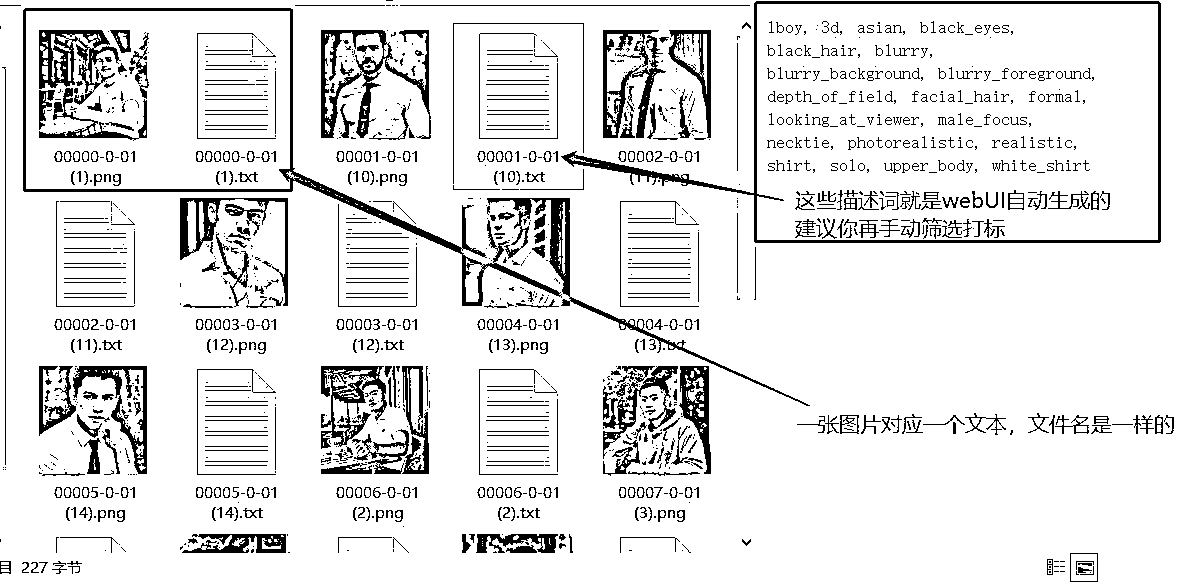 00000-0-01
(1).png
00000-0-01
(1).txt
00001-0-01
(10).png
00001-0-01
(10).txt
00002-0-01
(11).png
1boy, 3d, asian, black_eyes,
black_hair, blurry,
blurry_background, blurry_foreground,
depth_of_field, facial_hair, formal,
looking_at_viewer, male_focus,
necktie, photorealistic, realistic,
shirt, solo, upper_body, white_shirt
这些描述词就是webUI自动生成的
建议你再手动筛选打标
00002-0-01
(11).txt
00003-0-01
(12).png
00003-0-01
(12).txt
00004-0-01
(13).png
00004-0-01
(13).txt
一张图片对应一个文本，文件名是一样的
00005-0-01
(14).png
00005-0-01
(14).txt
00006-0-01
(2).png
00006-0-01
(2).txt
00007-0-01
(3).png
目 227 字节